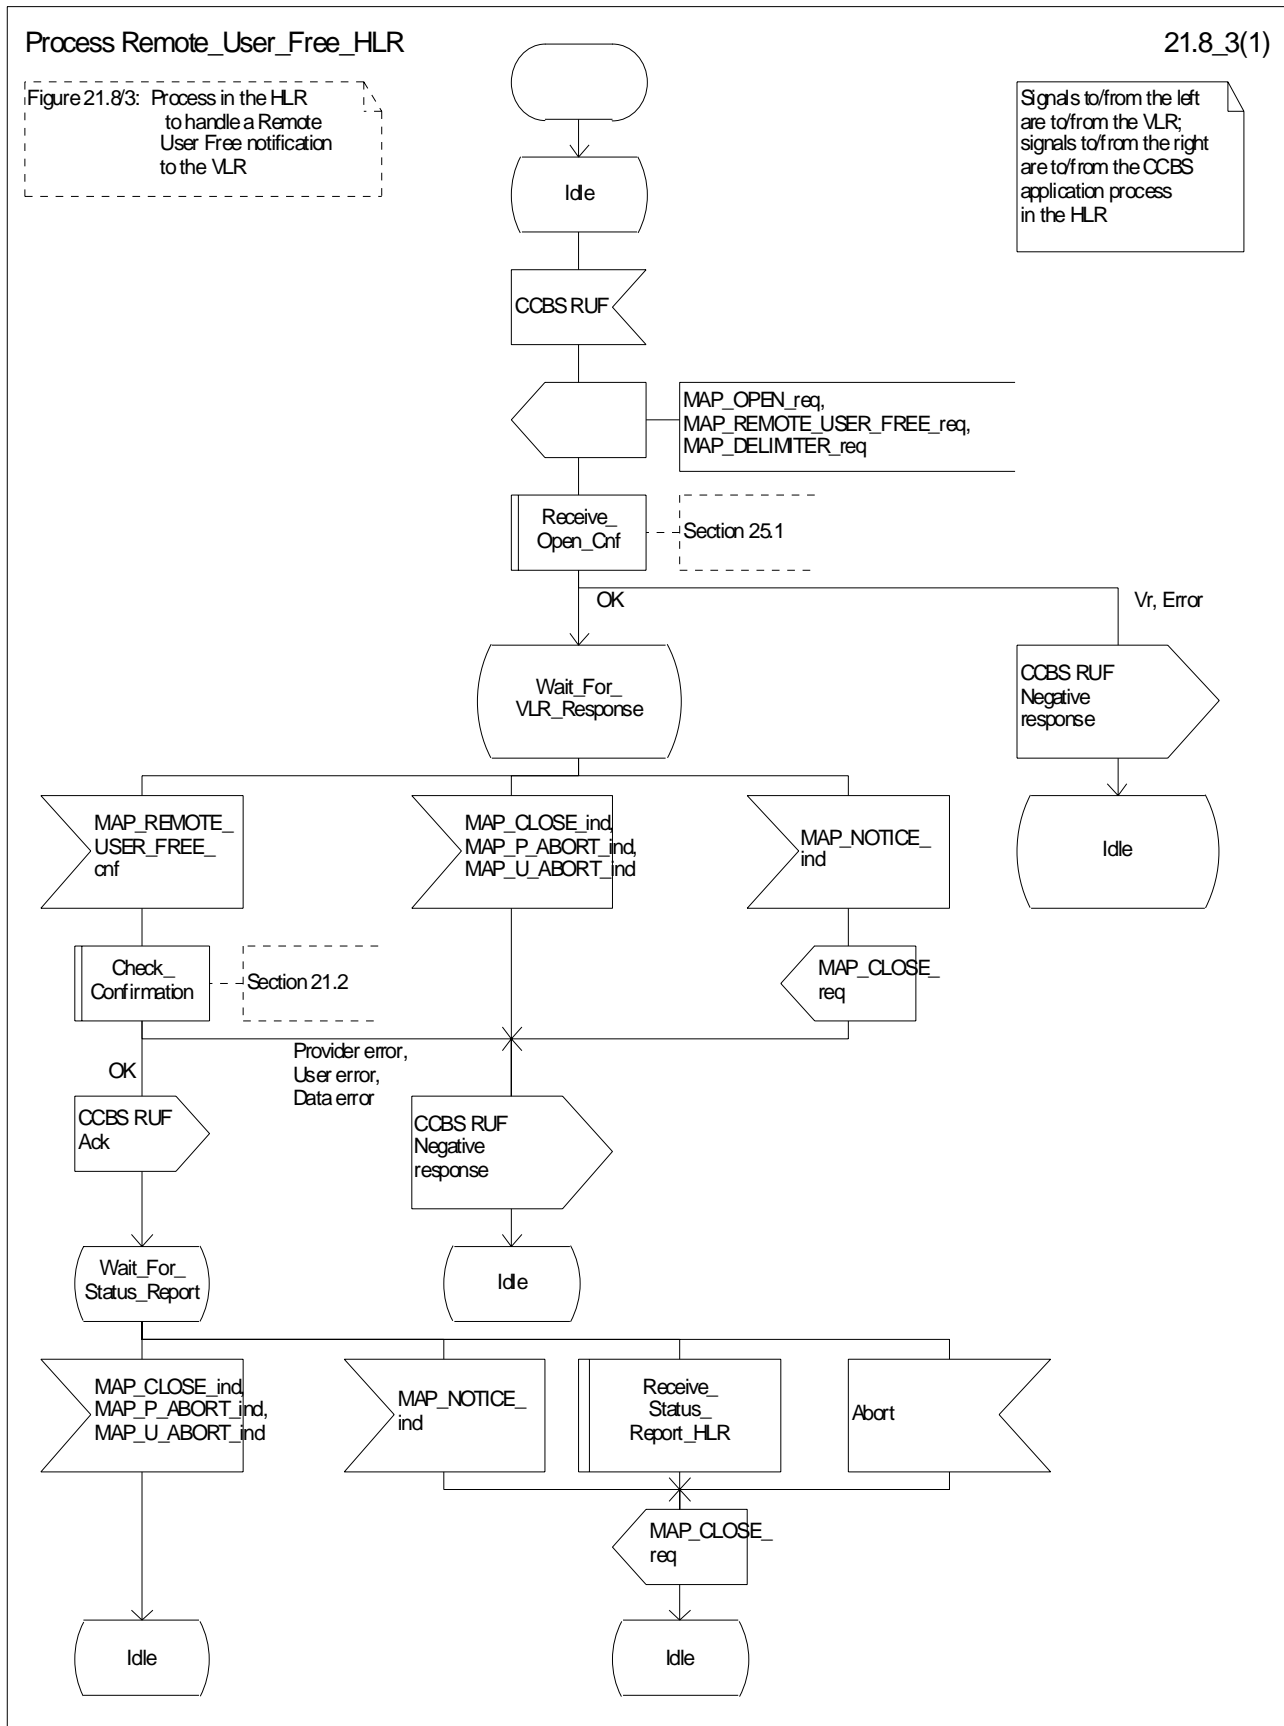 Process Remote_User_Free_HLR
21.8_3(1)
Figure 21.8/3: Process in the HLR
to handle a Remote
User Free notification
to the VLR
Signals to/from the left
are to/from the VLR;
signals to/from the right
are to/from the CCBS
application process
in the HLR
Idle
CCBS RUF
MAP_OPEN_req,
MAP_REMOTE_USER_FREE_req,
MAP_DELIMITER_req
Receive_
Open_Cnf
Section 25.1
OK
Vr, Error
Wait_For_
VLR_Response
CCBS RUF
Negative
response
MAP_REMOTE_
USER_FREE_
cnf
MAP_CLOSE_ind,
MAP_P_ABORT_ind,
MAP_U_ABORT_ind
MAP_NOTICE_
ind
Idle
Check_
Confirmation
Section 21.2
MAP_CLOSE_
req
Provider error,
User error,
Data error
OK
CCBS RUF
Ack
CCBS RUF
Negative
response
Wait_For_
Status_Report
Idle
MAP_CLOSE_ind,
MAP_P_ABORT_ind,
MAP_U_ABORT_ind
MAP_NOTICE_
ind
Receive_
Status_
Report_HLR
Abort
MAP_CLOSE_
req
Idle
Idle